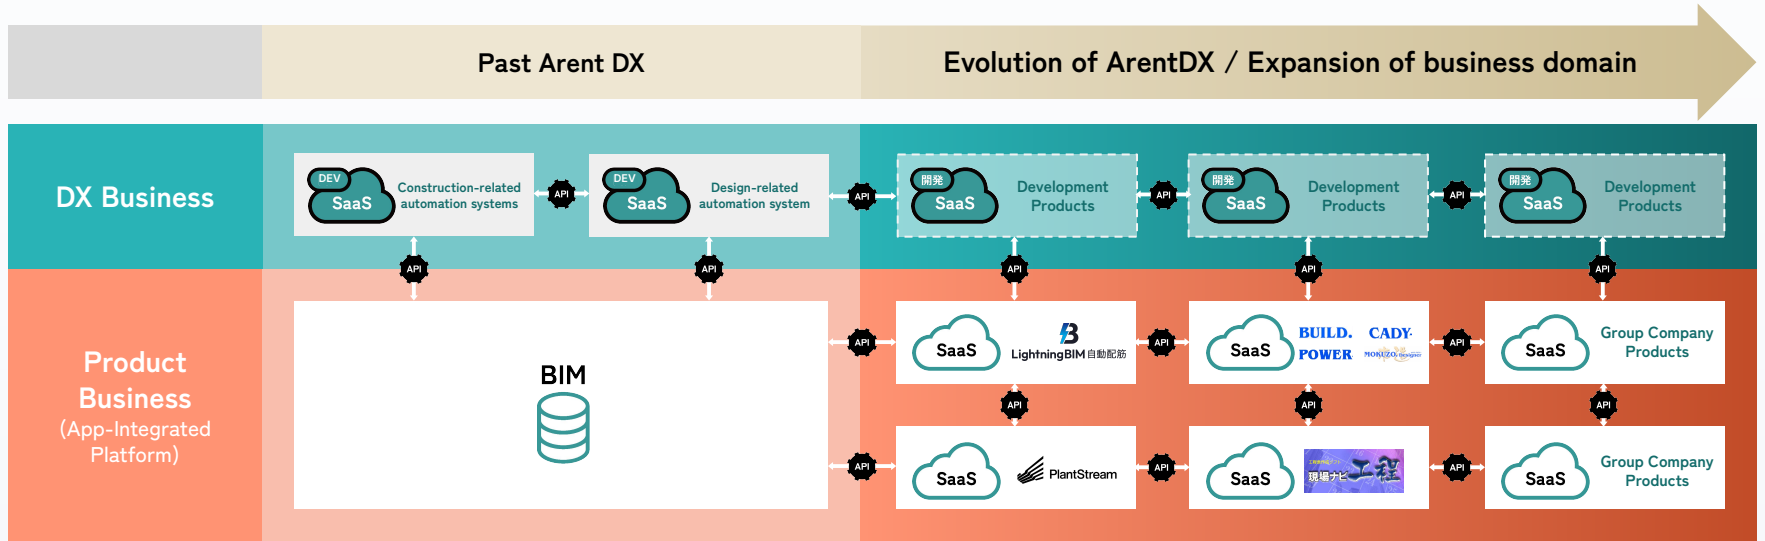 Past Arent DX
Evolution of ArentDX / Expansion of business domain
DX Business
DEV
SaaS
Construction-related
automation systems
API
DEV
SaaS
Design-related
automation system
API
開発
SaaS
Development
Products
API
開発
SaaS
Development
Products
API
開発
SaaS
Development
Products
API
API
API
API
API
Product
Business
(App-Integrated
Platform)
BIM
API
SaaS
LightningBIM 自動配筋
API
SaaS
BUILD.
POWER
CADY
MOKUZO Designer
API
SaaS
Group Company
Products
API
API
API
API
SaaS
PlantStream
API
SaaS
現場ナビ工程
API
SaaS
Group Company
Products